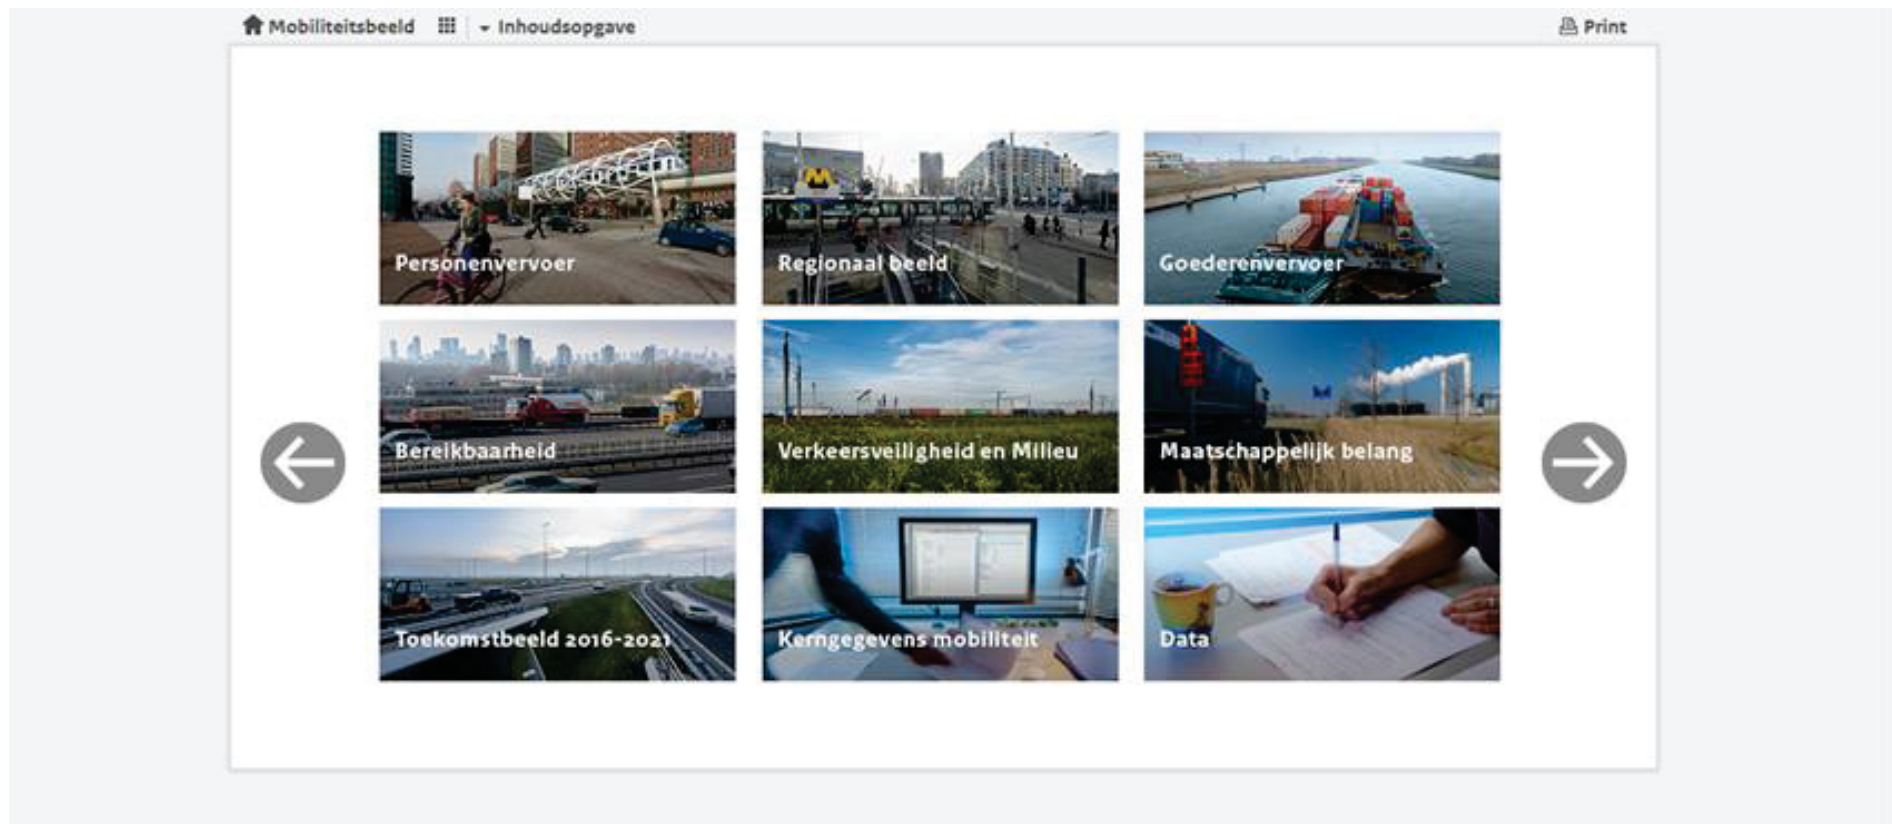 Mobiliteitsbeeld Inhoudsopgave Print
Personenvervoer Regionaal beeld Goederenvervoer
Bereikbaarheid Verkeersveiligheid en Milieu Maatschappelijk belang
Toekomstbeeld 2016-2021 Kerngegevens mobiliteit Data